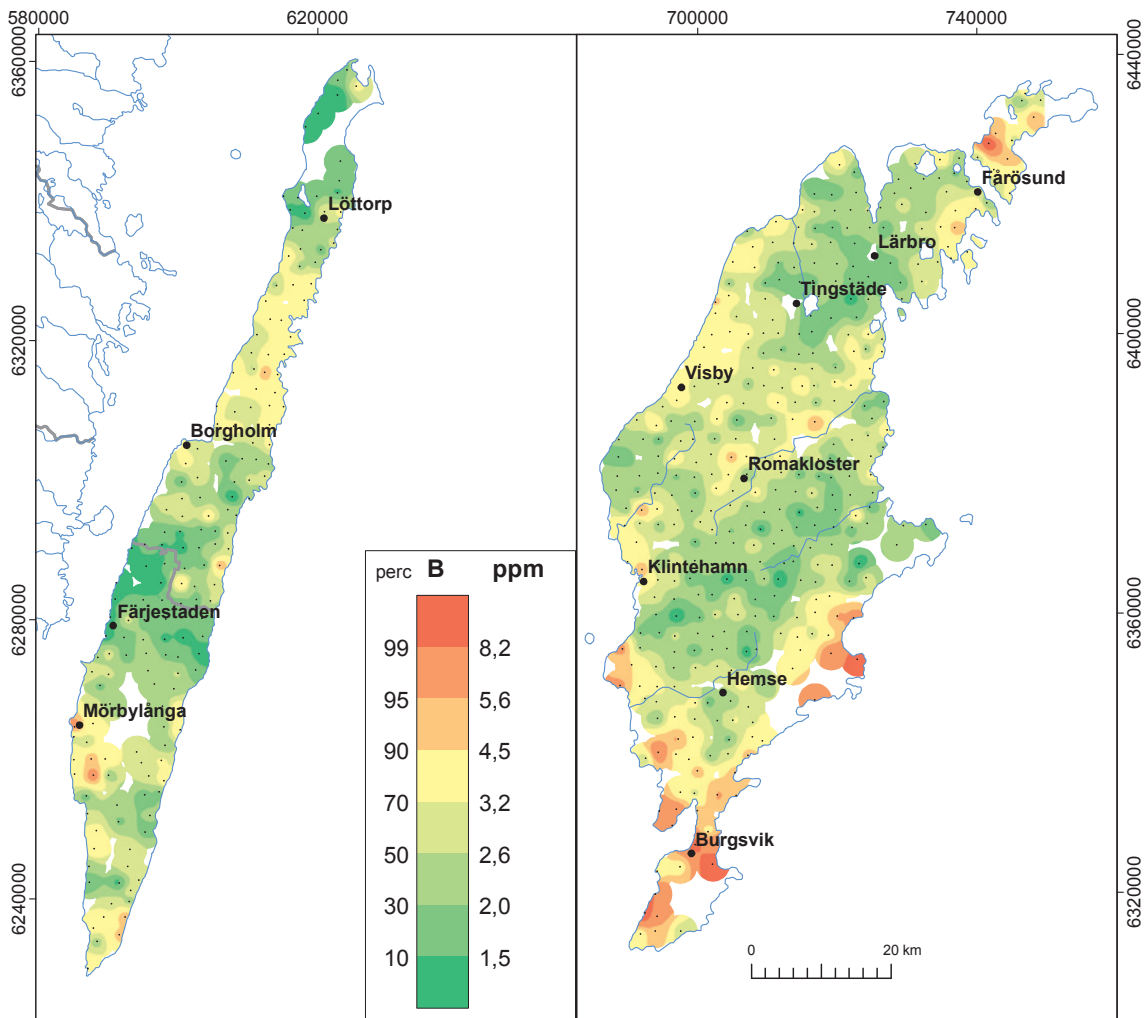 580000 620000 700000 740000
6360000
6320000
6280000
6240000
6440000
6400000
6360000
6320000
Löttorp
Borgholm
Färjestaden
Mörbylånga
Fårösund
Lärbro
Tingstäde
Visby
Romakloster
Klintehamn
Hemse
Burgsvik
perc B ppm
99 8,2
95 5,6
90 4,5
70 3,2
50 2,6
30 2,0
10 1,5
0 20 km